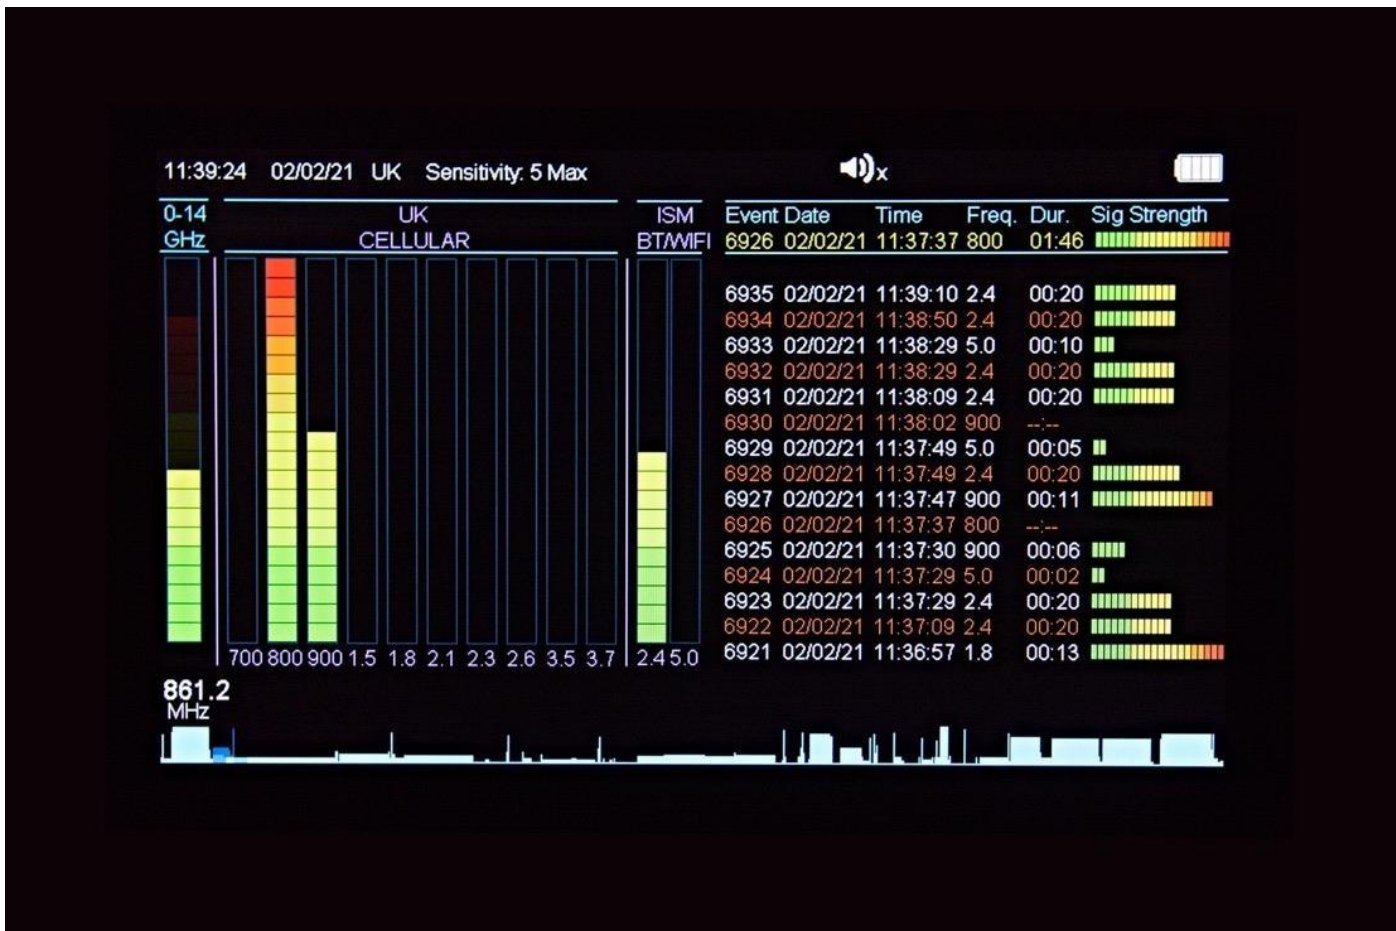 11:39:24 02/02/21 UK Sensitivity: 5 Max x
0-14 GHz
UK CELLULAR
ISM BT/WIFI
700 800 900 1.5 1.8 2.1 2.3 2.6 3.5 3.7 2.4 5.0
Event Date Time Freq. Dur. Sig Strength
6926 02/02/21 11:37:37 800 01:46
6935 02/02/21 11:39:10 2.4 00:20
6934 02/02/21 11:38:50 2.4 00:20
6933 02/02/21 11:38:29 5.0 00:10
6932 02/02/21 11:38:29 2.4 00:20
6931 02/02/21 11:38:09 2.4 00:20
6930 02/02/21 11:38:02 900 --:--
6929 02/02/21 11:37:49 5.0 00:05
6928 02/02/21 11:37:49 2.4 00:20
6927 02/02/21 11:37:47 900 00:11
6926 02/02/21 11:37:37 800 --:--
6925 02/02/21 11:37:30 900 00:06
6924 02/02/21 11:37:29 5.0 00:02
6923 02/02/21 11:37:29 2.4 00:20
6922 02/02/21 11:37:09 2.4 00:20
6921 02/02/21 11:36:57 1.8 00:13
861.2
MHz